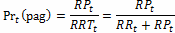 Pr_t(pag) = RP_t / RRT_t = RP_t / (RR_t + RP_t)